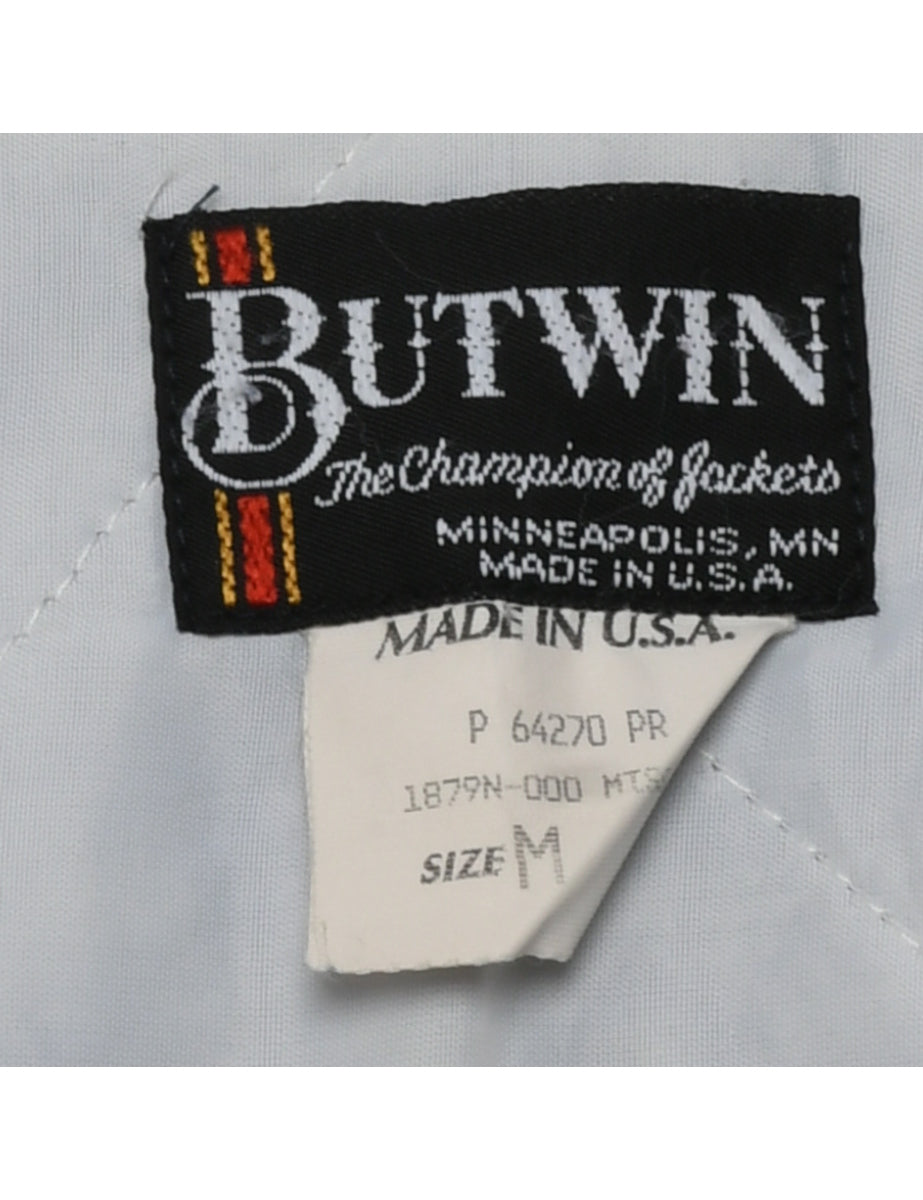 BUTWIN
The Champion of Jackets
MINNEAPOLIS, MN
MADE IN U.S.A.
MADE IN U.S.A.
P 64270 PR
1879N-000
SIZE M